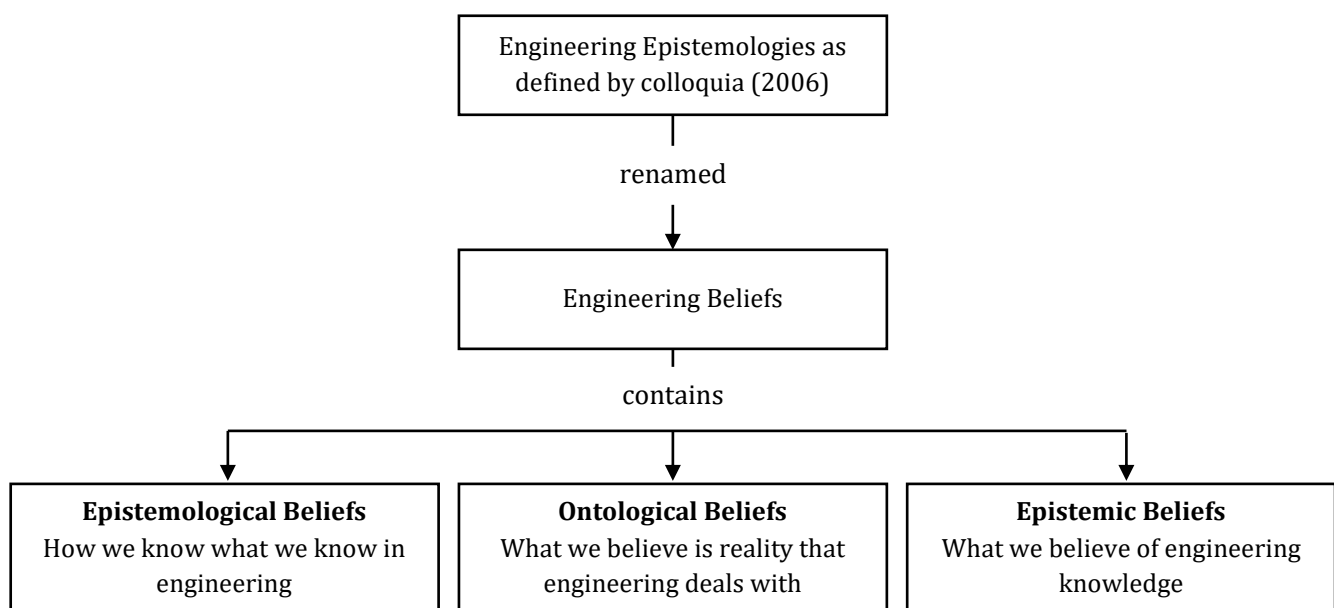 Engineering Epistemologies as
defined by colloquia (2006)
renamed
Engineering Beliefs
contains
Epistemological Beliefs
How we know what we know in
engineering
Ontological Beliefs
What we believe is reality that
engineering deals with
Epistemic Beliefs
What we believe of engineering
knowledge